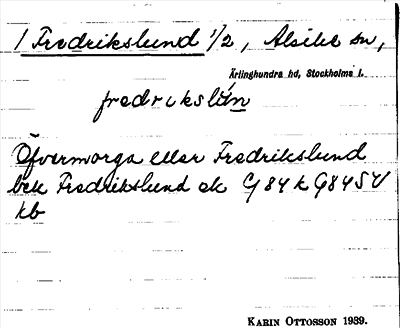 1 Fredrikslund 1/2, Alsike sn,
Ärlinghundra hd, Stockholms l.
fredrikslún
Öfvermorga eller Fredrikslund
bek Fredrikslund ek G 84 k G 84 SV
kb
KARIN OTTOSSON 1939.